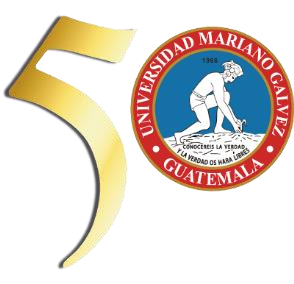 5
UNIVERSIDAD MARIANO GALVEZ
1966
CONOCEREIS LA VERDAD
Y LA VERDAD OS HARA LIBRES
GUATEMALA